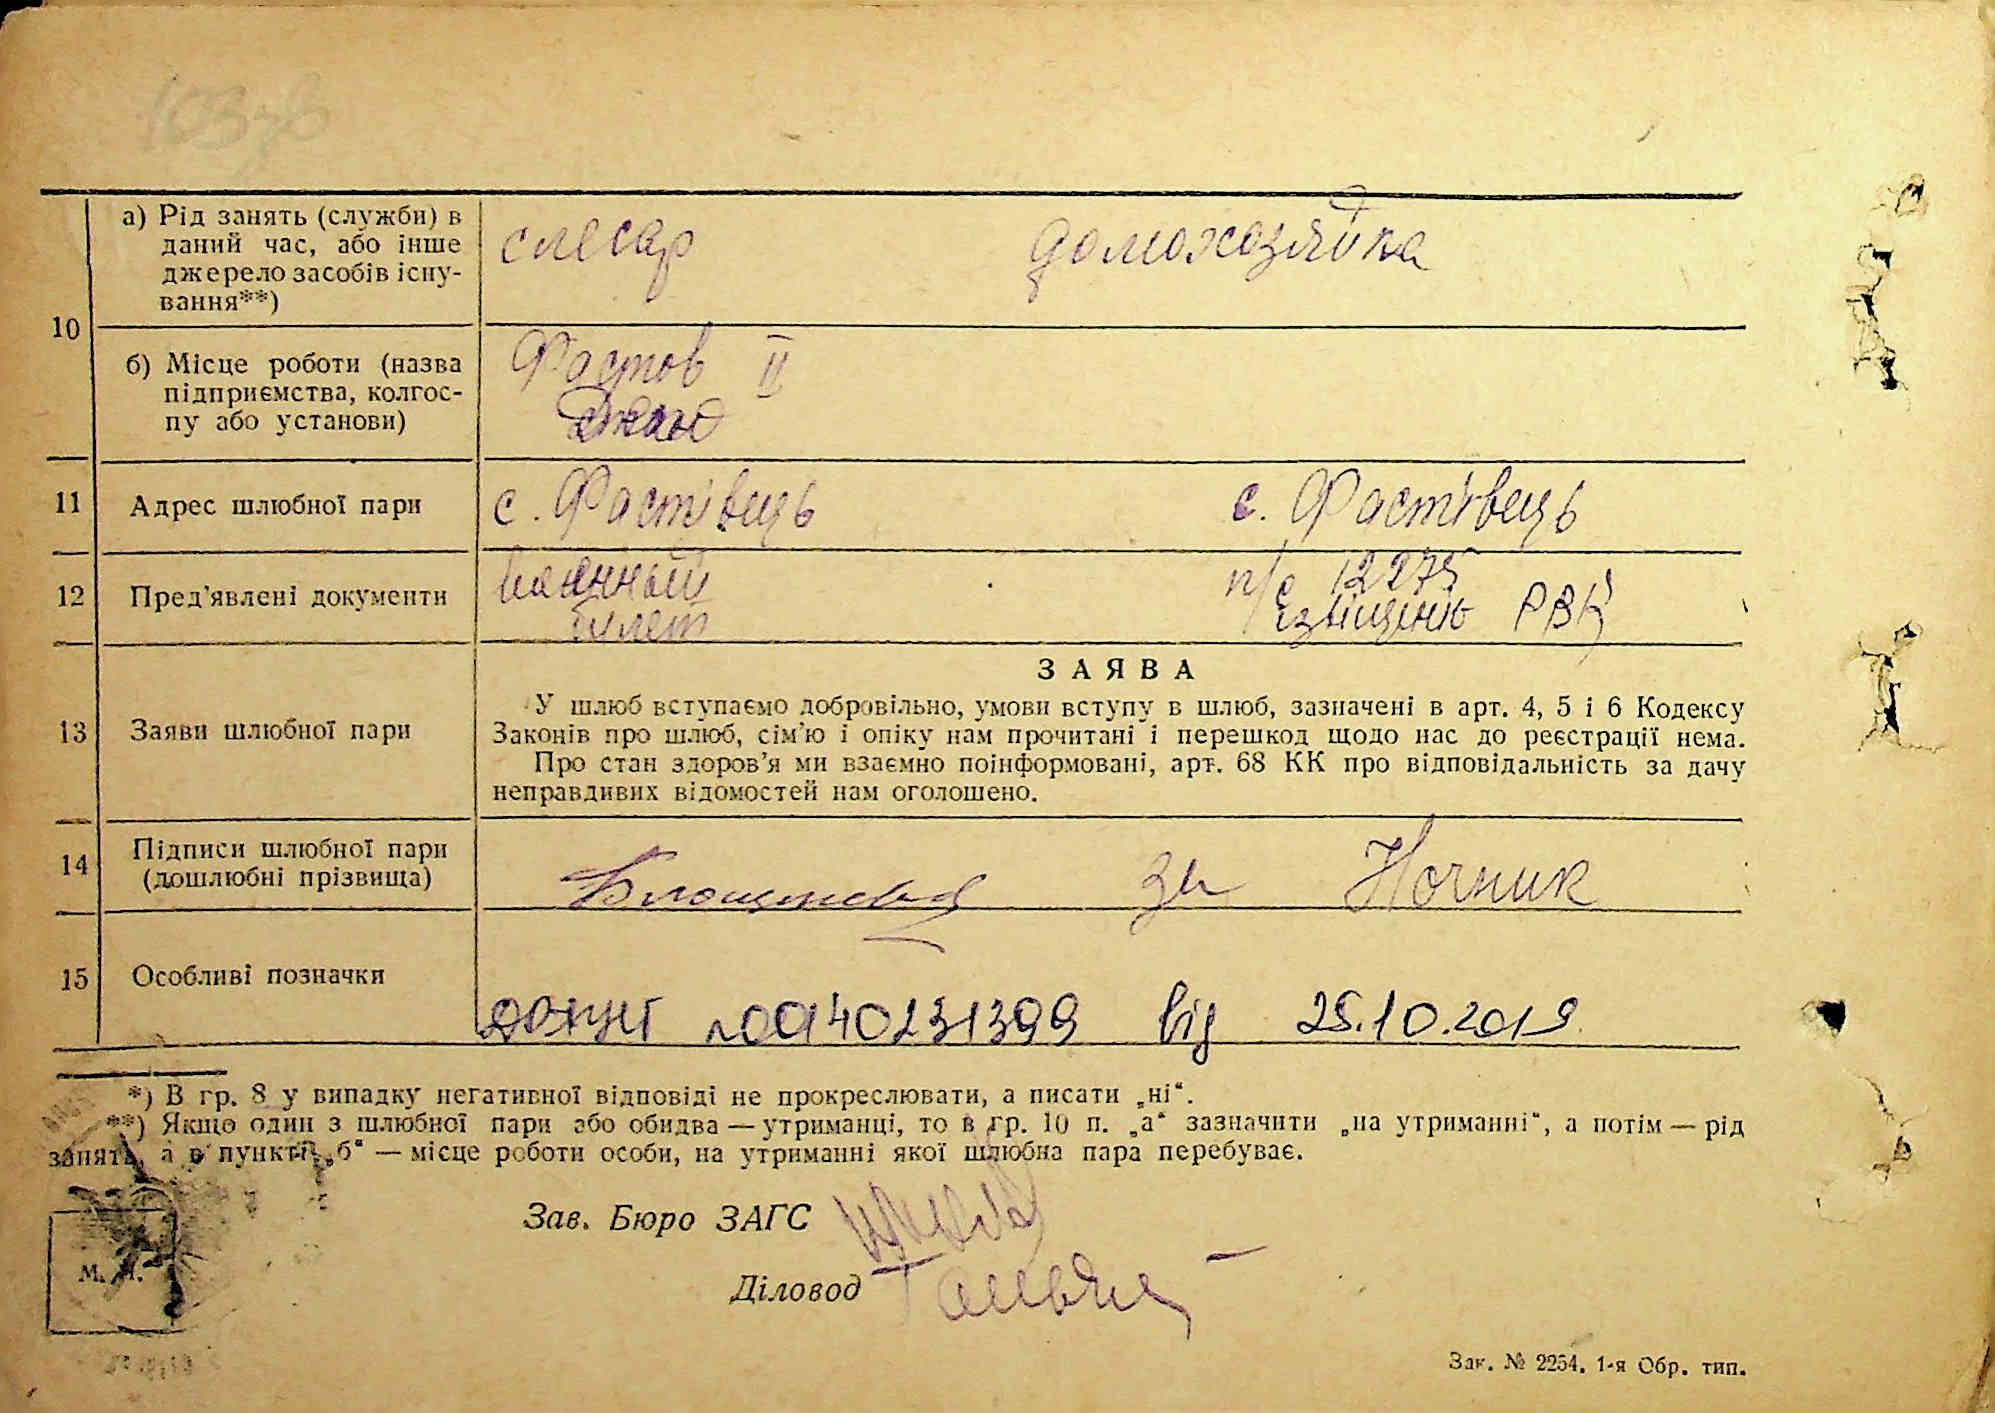 10
а) Рід занять (служби) в
даний час, або інше
джерело засобів існу-
вання**)
слесар домохозяйка
б) Місце роботи (назва
підприємства, колгос-
пу або установи)
Фастов II
11 Адрес шлюбної пари с. Фастівець с. Фастівець
12 Пред'явлені документи
военный
билет
п/с 12275
ізвіщеніє РВК
13 Заяви шлюбної пари
ЗАЯВА
У шлюб вступаємо добровільно, умови вступу в шлюб, зазначені в арт. 4, 5 і 6 Кодексу
Законів про шлюб, сім'ю і опіку нам прочитані і перешкод щодо нас до реєстрації нема.
Про стан здоров'я ми взаємно поінформовані, арт. 68 КК про відповідальність за дачу
неправдивих відомостей нам оголошено.
14
Підписи шлюбної пари
(дошлюбні прізвища)
Ночник
15 Особливі позначки
витяг 00140231399 від 25.10.2019
*) В гр. 8 у випадку негативної відповіді не прокреслювати, а писати „ні“.
**) Якщо один з шлюбної пари або обидва — утриманці, то в гр. 10 п. „а“ зазначити „на утриманні“, а потім — рід
занять, а в пункті „б“ — місце роботи особи, на утриманні якої шлюбна пара перебуває.
Зав. Бюро ЗАГС
Діловод
М. П.
Зак. № 2254. 1-я Обр. тип.